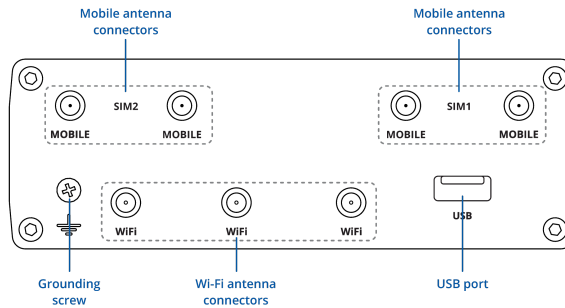 Mobile antenna
connectors
Mobile antenna
connectors
SIM2
MOBILE
MOBILE
SIM1
MOBILE
MOBILE
WiFi
WiFi
WiFi
USB
Grounding
screw
Wi-Fi antenna
connectors
USB port